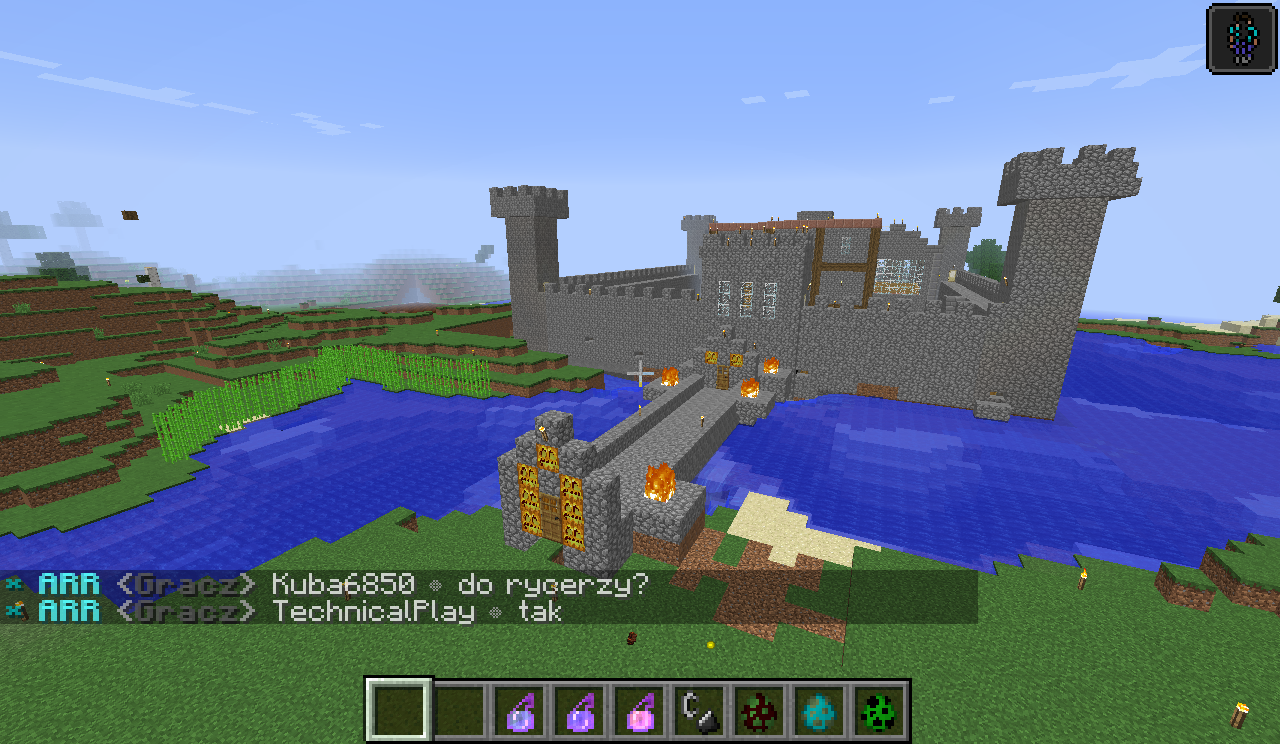 ARR <Gracz> Kuba6850 • do rycerzy?
ARR <Gracz> TechnicalPlay • tak